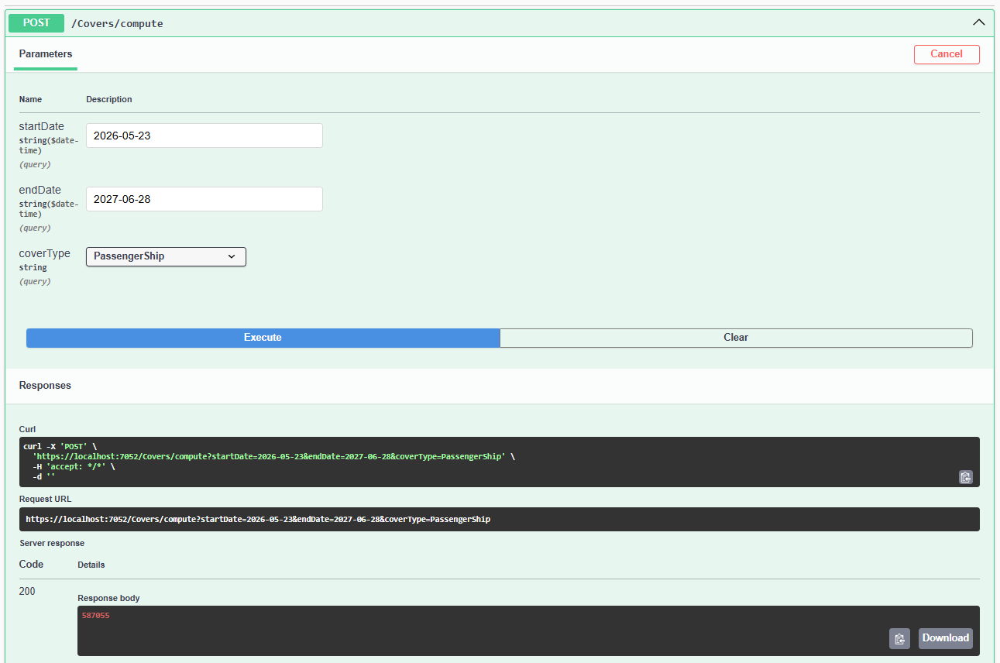 POST /Covers/compute
Parameters
Cancel
Name Description
startDate
string($date-
time)
(query)
2026-05-23
endDate
string($date-
time)
(query)
2027-06-28
coverType
string
(query)
PassengerShip
Execute Clear
Responses
Curl
curl -X 'POST' \
'https://localhost:7052/Covers/compute?startDate=2026-05-23&endDate=2027-06-28&coverType=PassengerShip' \
-H 'accept: */*' \
-d ''
Request URL
https://localhost:7052/Covers/compute?startDate=2026-05-23&endDate=2027-06-28&coverType=PassengerShip
Server response
Code Details
200
Response body
587055
Download